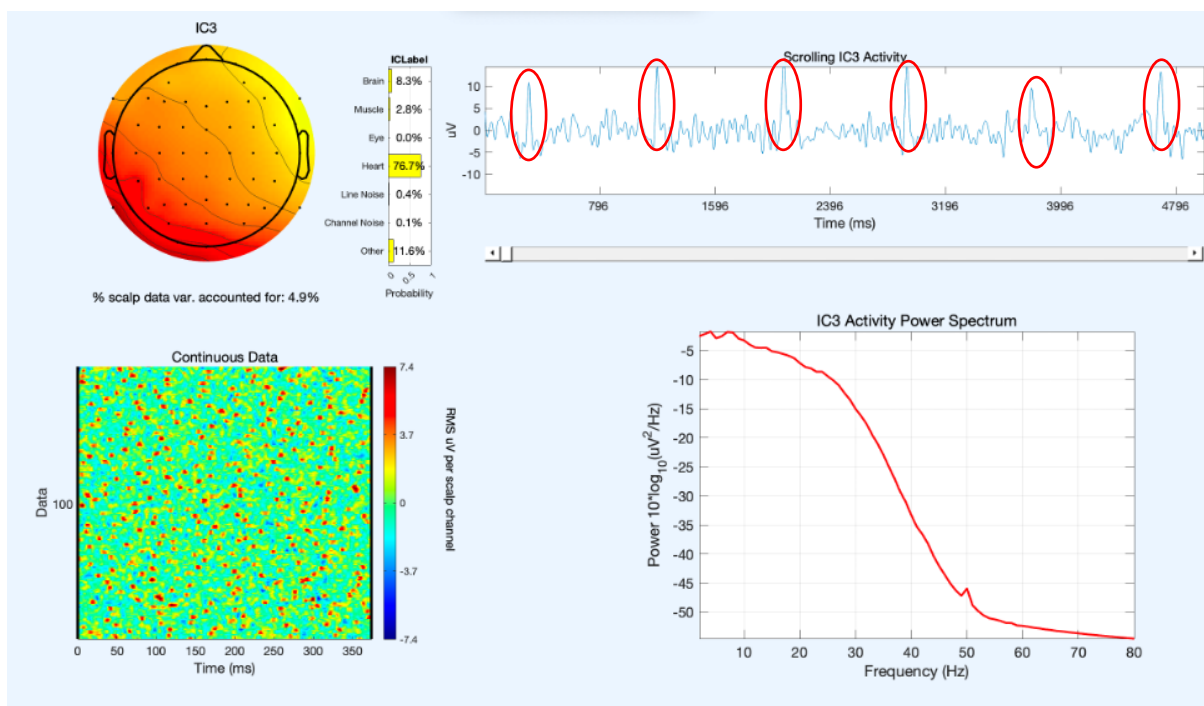 IC3
ICLabel
Brain 8.3%
Muscle 2.8%
Eye 0.0%
Heart 76.7%
Line Noise 0.4%
Channel Noise 0.1%
Other 11.6%
0 0.5 1
Probability
% scalp data var. accounted for: 4.9%
Scrolling IC3 Activity
10
5
0
-5
-10
uV
796 1596 2396 3196 3996 4796
Time (ms)
Continuous Data
Data
100
0 50 100 150 200 250 300 350
Time (ms)
7.4
3.7
0
-3.7
-7.4
RMS uV per scalp channel
IC3 Activity Power Spectrum
-5
-10
-15
-20
-25
-30
-35
-40
-45
-50
Power 10*log10(uV2/Hz)
10 20 30 40 50 60 70 80
Frequency (Hz)